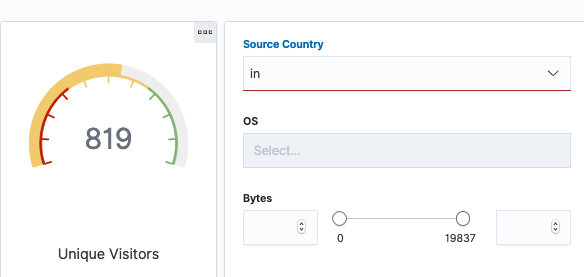 819
Unique Visitors
Source Country
in
OS
Select...
Bytes
0 19837